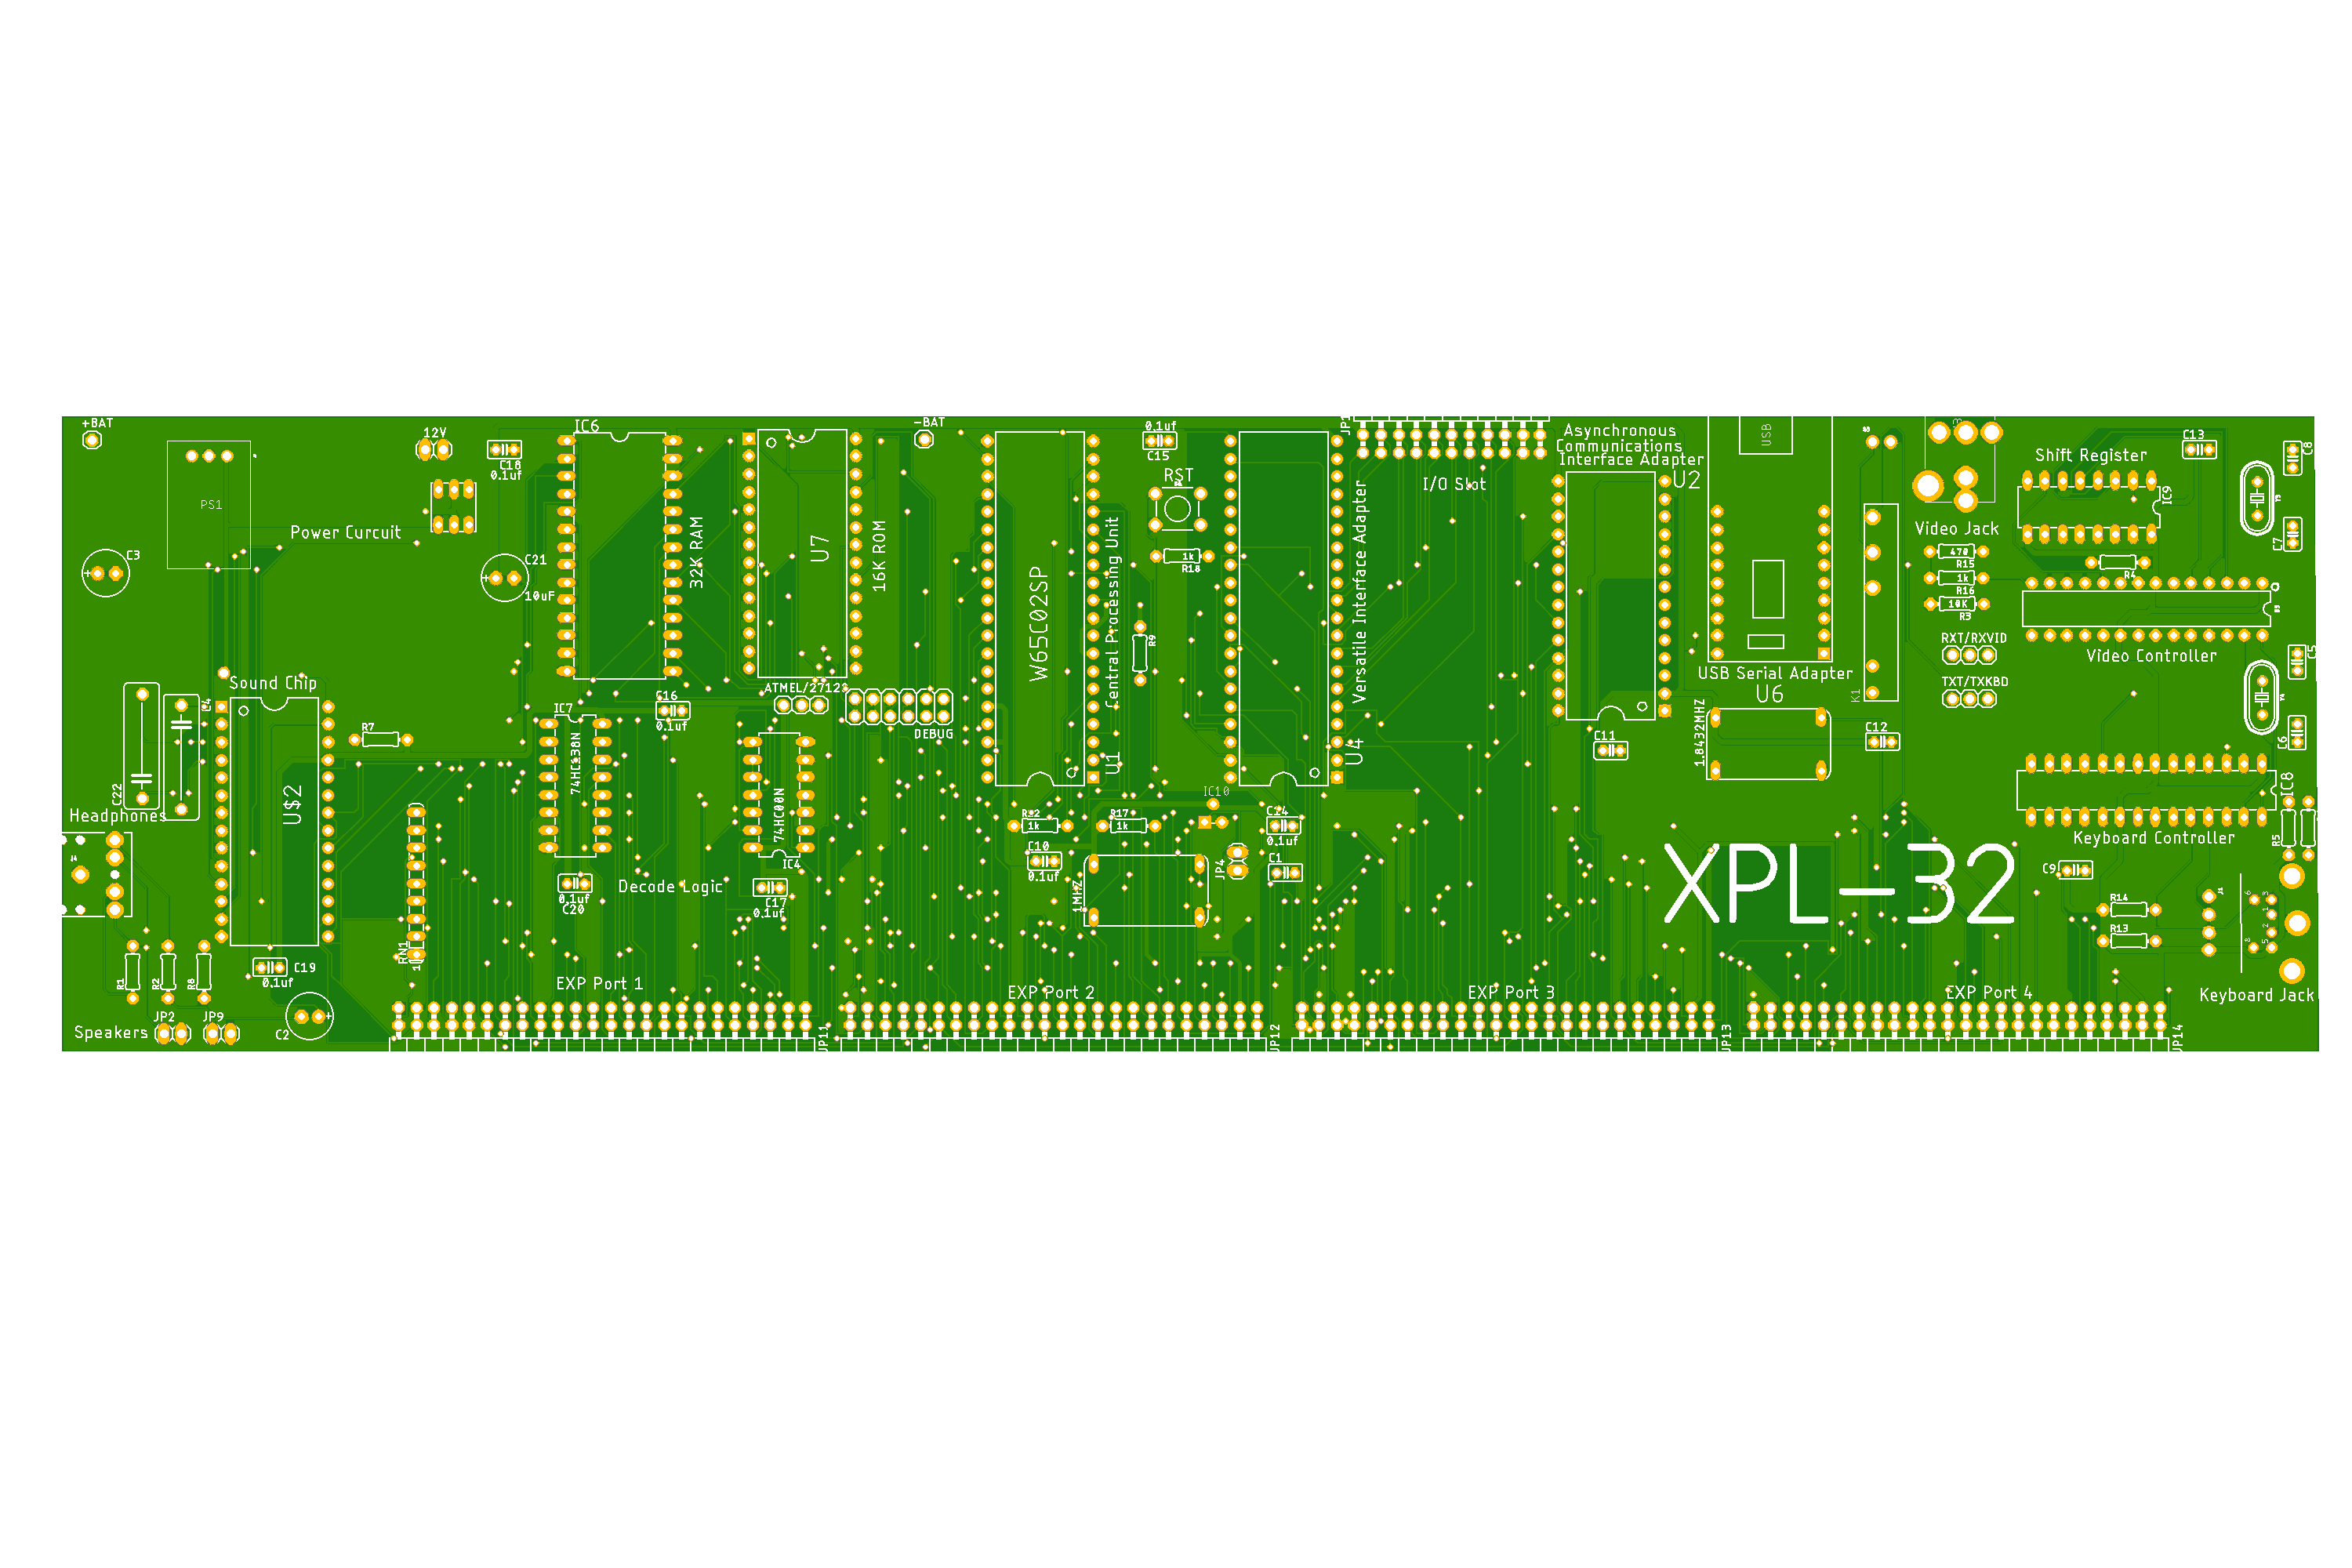 +BAT
12V
C18
0.1uf
IC6
-BAT
0.1uf
C15
RST
JP1
I/O Slot
Asynchronous
Communications
Interface Adapter
U2
USB
Video Jack
Shift Register
IC9
C13
C8
C7
PS1
Power Curcuit
C3
C21
10uF
32K RAM
U7
16K ROM
W65C02SP
Central Processing Unit
U1
1k
R18
R9
Versatile Interface Adapter
U4
470
R15
1k
R16
10K
R3
R4
RXT/RXVID
TXT/TXKBD
Video Controller
C5
Y4
C6
USB Serial Adapter
U6
K1
1.8432MHZ
C11
C12
Sound Chip
C4
C22
US2
R7
IC7
74HC138N
C16
0.1uf
ATMEL/27128
DEBUG
74HC00N
IC4
Headphones
J4
RN1
1
0.1uf
C20
Decode Logic
C17
0.1uf
1k
R17
1k
C10
0.1uf
1MHZ
IC10
C14
0.1uf
JP4
C1
XPL-32
IC8
Keyboard Controller
R5
C9
R14
R13
Keyboard Jack
R1
R2
R8
C19
0.1uf
C2
Speakers
JP2
JP9
EXP Port 1
EXP Port 2
EXP Port 3
EXP Port 4
JP11
JP12
JP13
JP14